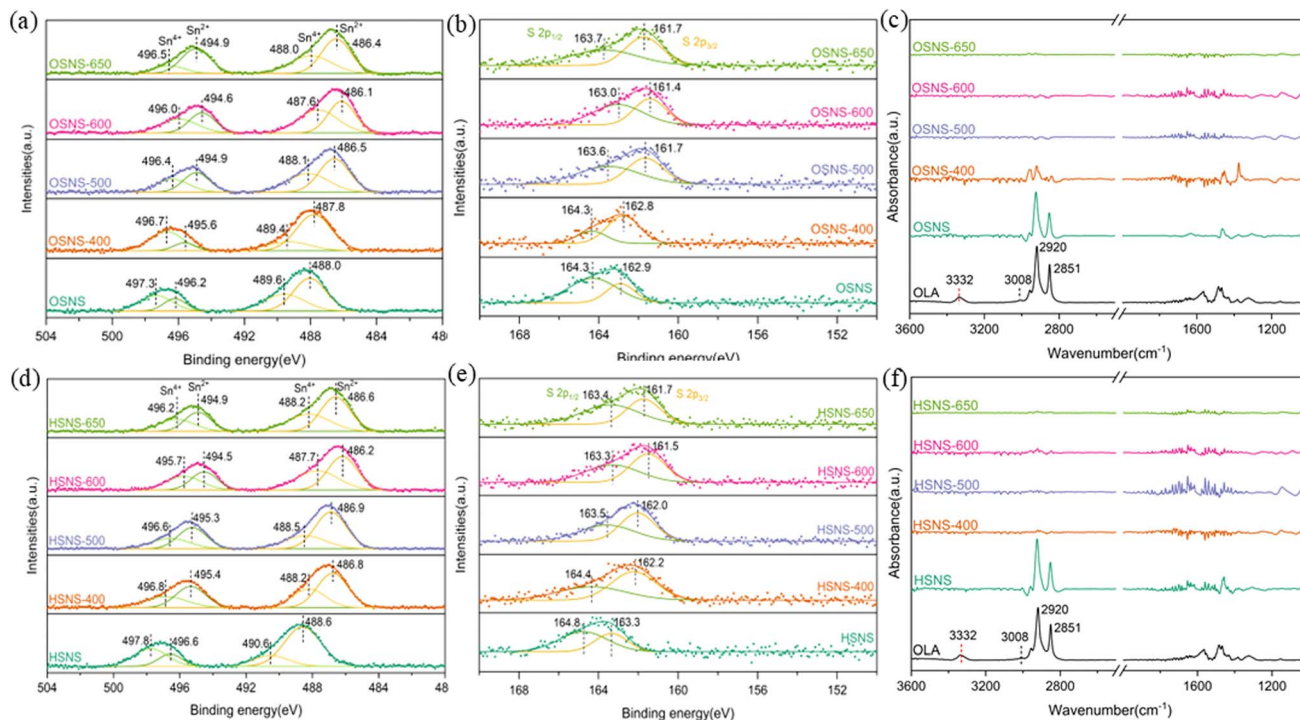 (a)
Sn4+ Sn2+ Sn4+ Sn2+
496.5 494.9 488.0 486.4
OSNS-650
496.0 494.6 487.6 486.1
OSNS-600
496.4 494.9 488.1 486.5
OSNS-500
496.7 495.6 489.4 487.8
OSNS-400
497.3 496.2 489.6 488.0
OSNS
Intensities(a.u.)
504 500 496 492 488 484 48
Binding energy(eV)
(b)
S 2p1/2 163.7 161.7 S 2p3/2
OSNS-650
163.0 161.4
OSNS-600
163.6 161.7
OSNS-500
164.3 162.8
OSNS-400
164.3 162.9
OSNS
Intensities(a.u.)
168 164 160 156 152
Binding energy(eV)
(c)
OSNS-650
OSNS-600
OSNS-500
OSNS-400
OSNS
2920
3332 3008 2851
OLA
Absorbance(a.u.)
3600 3200 2800 1600 1200
Wavenumber(cm-1)
(d)
Sn4+ Sn2+ Sn4+ Sn2+
496.2 494.9 488.2 486.6
HSNS-650
495.7 494.5 487.7 486.2
HSNS-600
496.6 495.3 488.5 486.9
HSNS-500
496.8 495.4 488.2 486.8
HSNS-400
497.8 496.6 490.6 488.6
HSNS
Intensities(a.u.)
504 500 496 492 488 484 480
Binding energy(eV)
(e)
S 2p1/2 163.4 161.7 S 2p3/2
HSNS-650
163.3 161.5
HSNS-600
163.5 162.0
HSNS-500
164.4 162.2
HSNS-400
164.8 163.3
HSNS
Intensities(a.u.)
168 164 160 156 152
Binding energy(eV)
(f)
HSNS-650
HSNS-600
HSNS-500
HSNS-400
HSNS
2920
3332 3008 2851
OLA
Absorbance(a.u.)
3600 3200 2800 1600 1200
Wavenumber(cm-1)